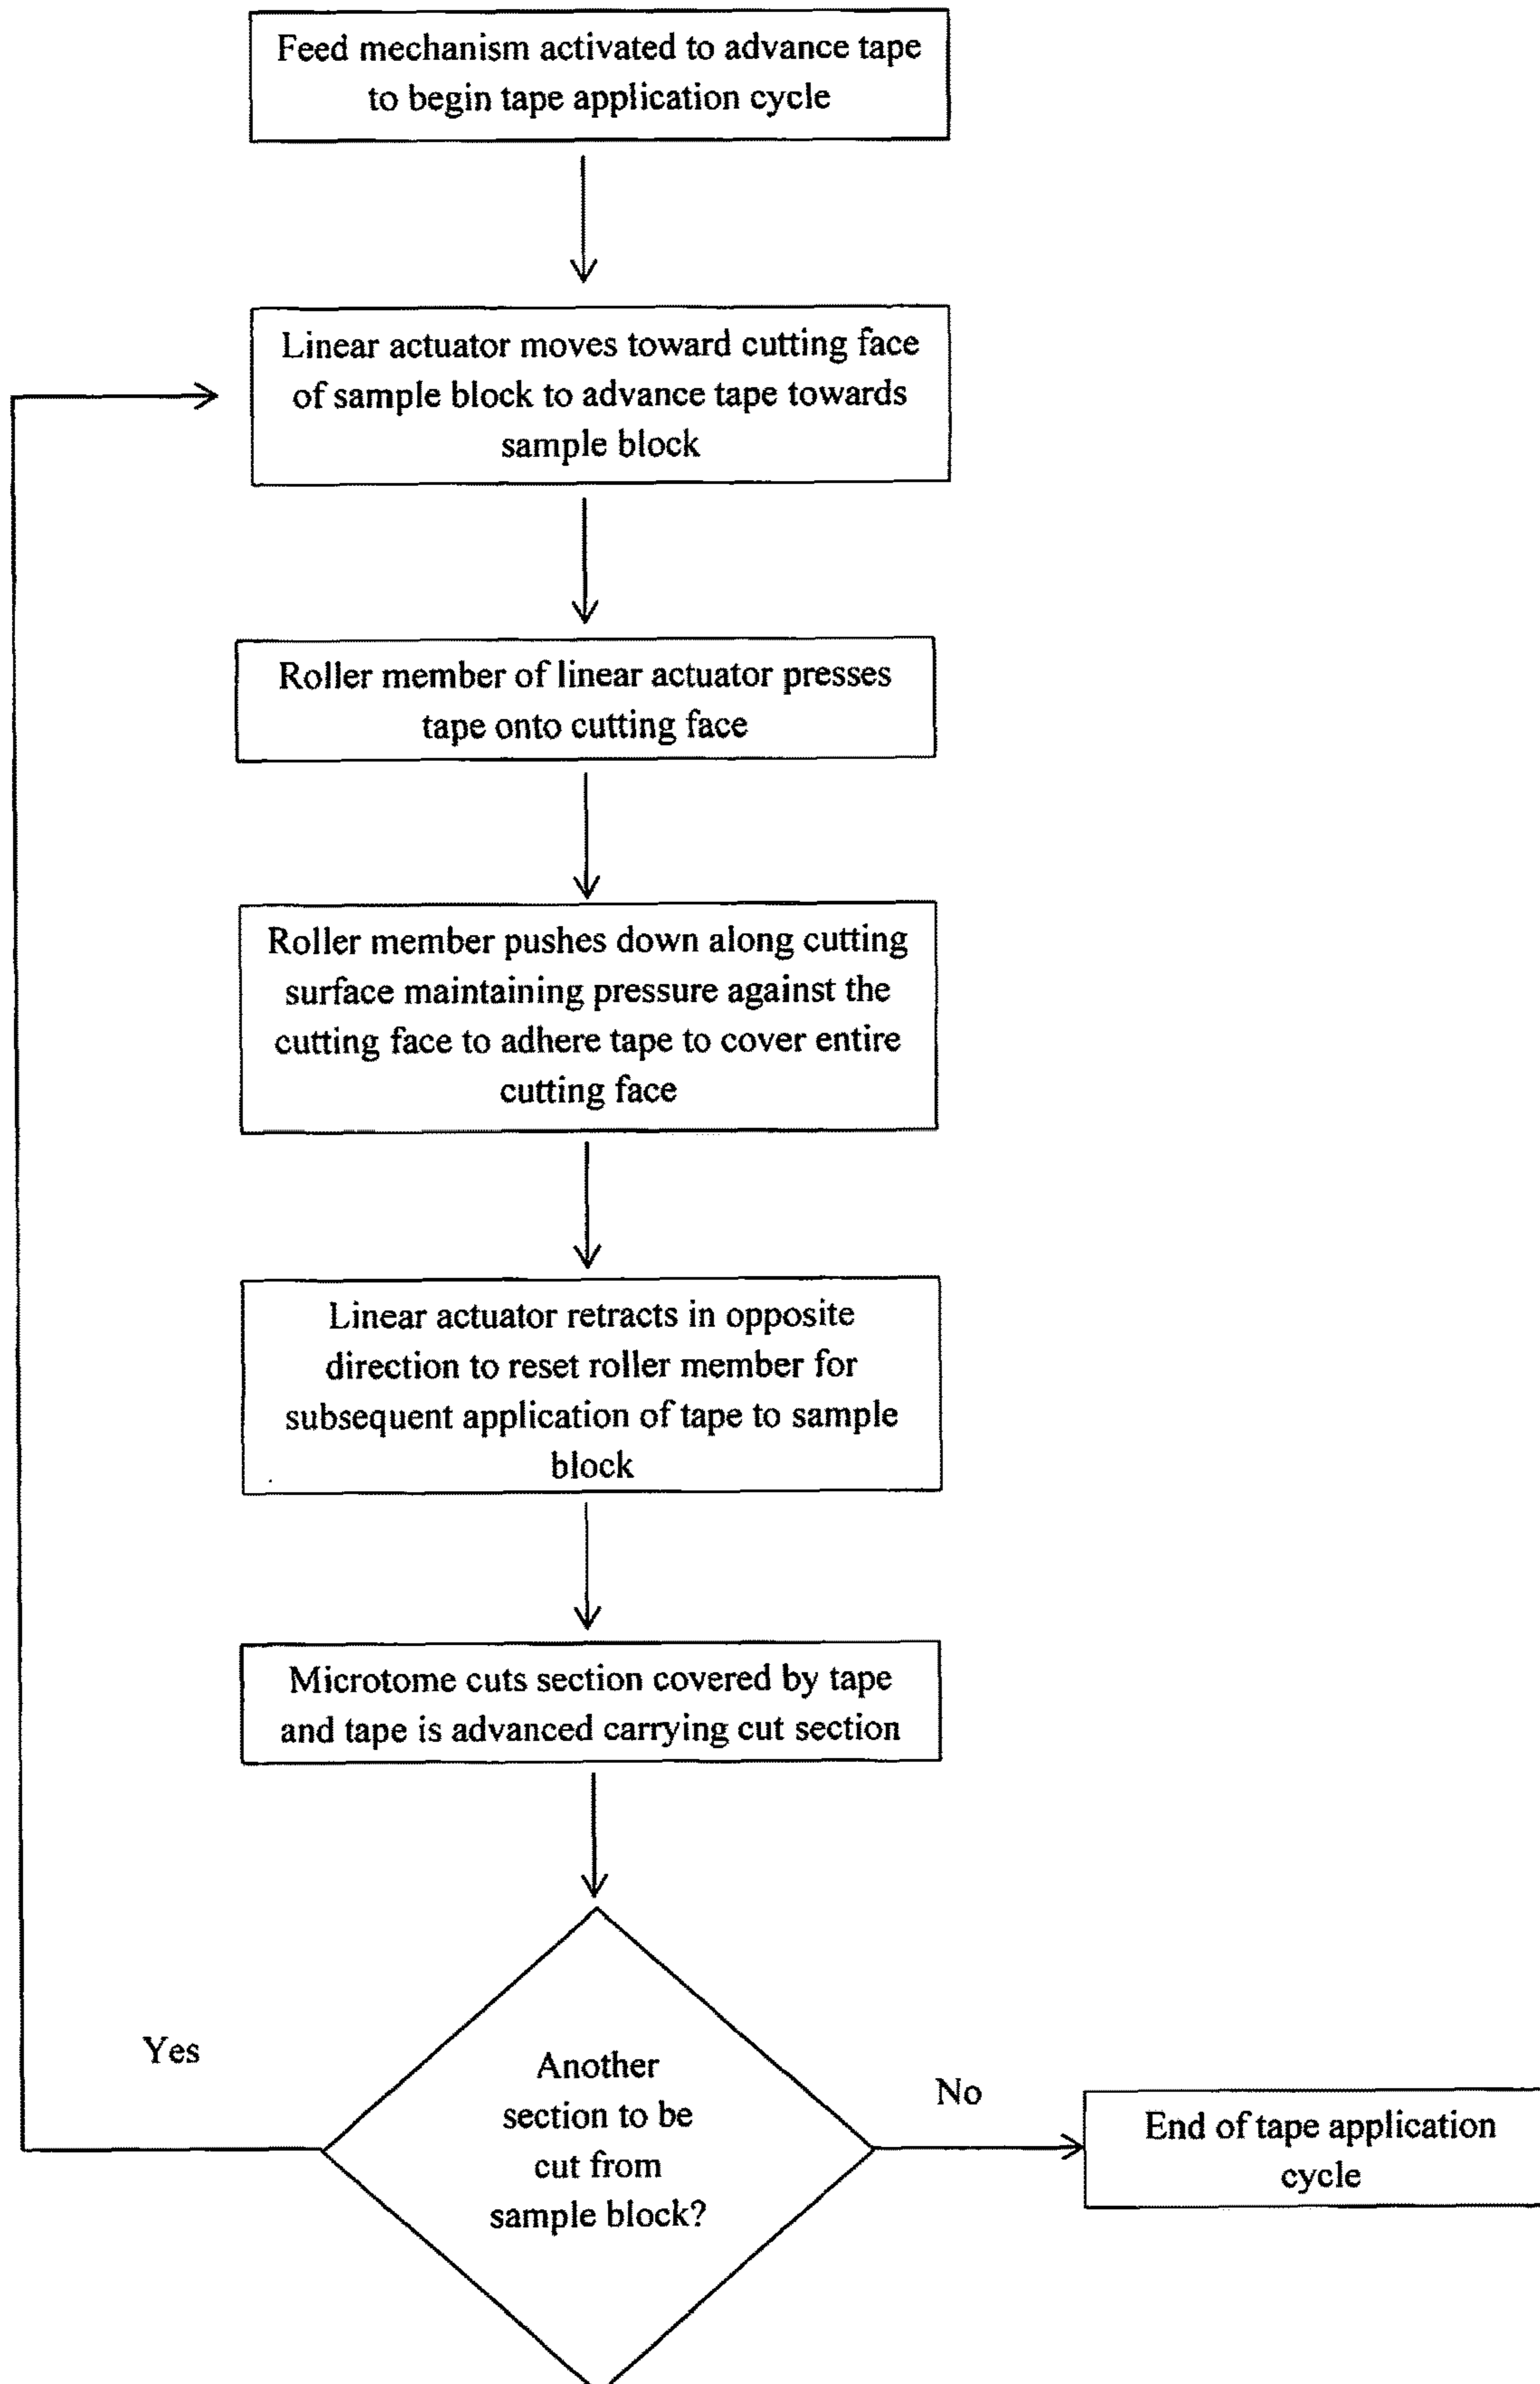 Feed mechanism activated to advance tape
to begin tape application cycle
Linear actuator moves toward cutting face
of sample block to advance tape towards
sample block
Roller member of linear actuator presses
tape onto cutting face
Roller member pushes down along cutting
surface maintaining pressure against the
cutting face to adhere tape to cover entire
cutting face
Linear actuator retracts in opposite
direction to reset roller member for
subsequent application of tape to sample
block
Microtome cuts section covered by tape
and tape is advanced carrying cut section
Yes
Another
section to be
cut from
sample block?
No
End of tape application
cycle